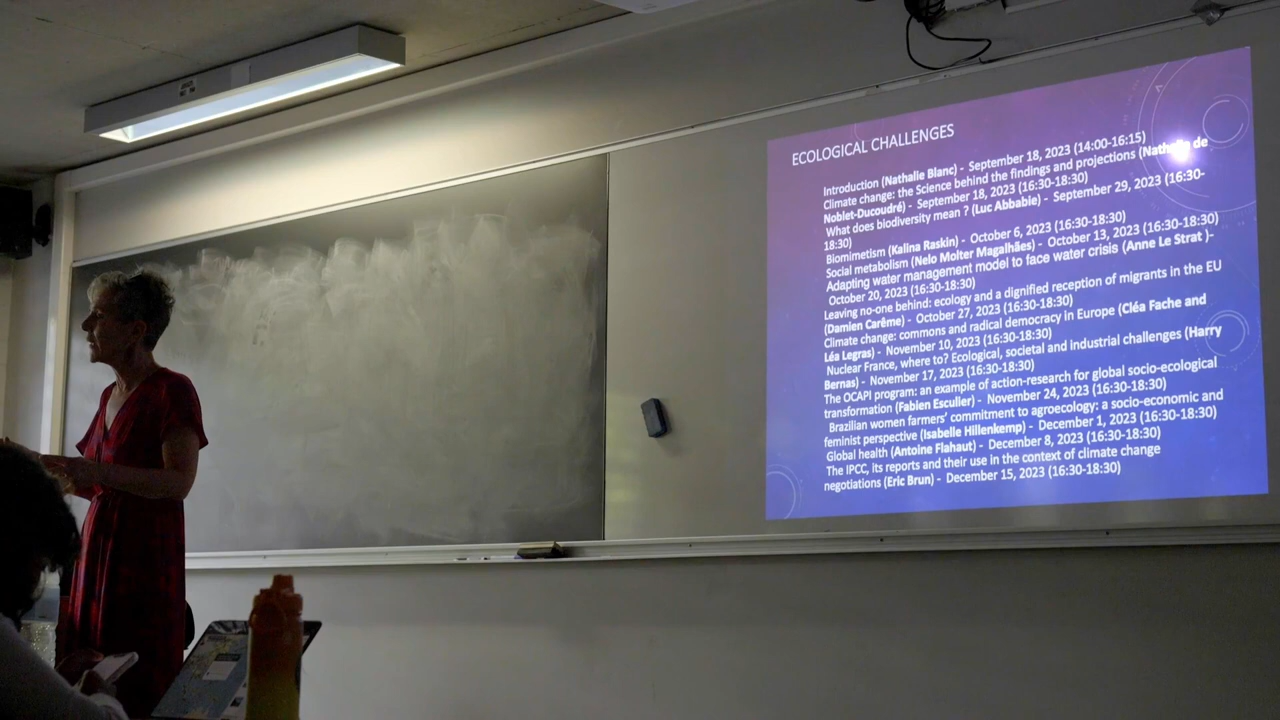 ECOLOGICAL CHALLENGES
Introduction (Nathalie Blanc) - September 18, 2023 (14:00-16:15)
Climate change: the Science behind the findings and projections (Nathalie de
Noblet-Ducoudré) - September 18, 2023 (16:30-18:30)
What does biodiversity mean ? (Luc Abbabie) - September 29, 2023 (16:30-
18:30)
Biomimetism (Kalina Raskin) - October 6, 2023 (16:30-18:30)
Social metabolism (Nelo Molter Magalhães) - October 13, 2023 (16:30-18:30)
Adapting water management model to face water crisis (Anne Le Strat )-
October 20, 2023 (16:30-18:30)
Leaving no-one behind: ecology and a dignified reception of migrants in the EU
(Damien Carême) - October 27, 2023 (16:30-18:30)
Climate change: commons and radical democracy in Europe (Cléa Fache and
Léa Legras) - November 10, 2023 (16:30-18:30)
Nuclear France, where to? Ecological, societal and industrial challenges (Harry
Bernas) - November 17, 2023 (16:30-18:30)
The OCAPI program: an example of action-research for global socio-ecological
transformation (Fabien Esculier) - November 24, 2023 (16:30-18:30)
Brazilian women farmers' commitment to agroecology: a socio-economic and
feminist perspective (Isabelle Hillenkemp) - December 1, 2023 (16:30-18:30)
Global health (Antoine Flahaut) - December 8, 2023 (16:30-18:30)
The IPCC, its reports and their use in the context of climate change
negotiations (Eric Brun) - December 15, 2023 (16:30-18:30)